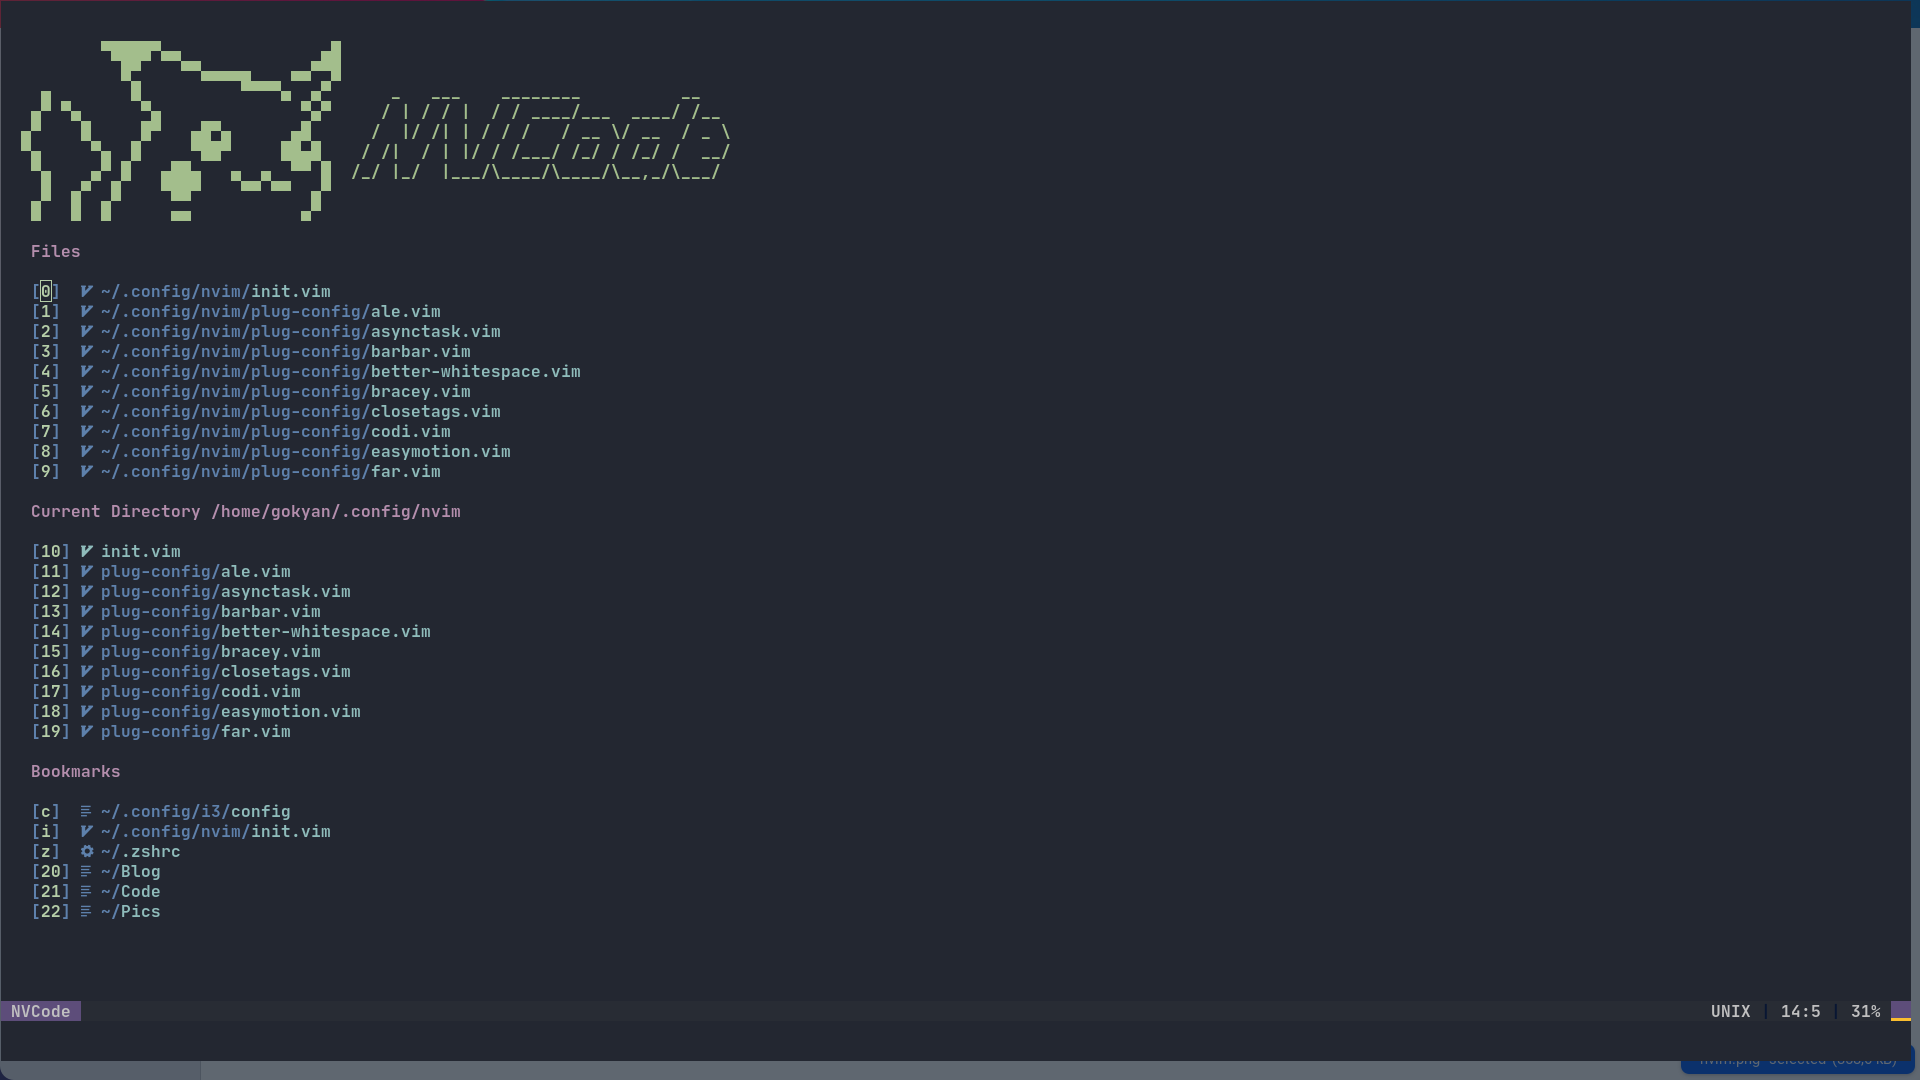 NVCode
Files
[0] ~/.config/nvim/init.vim
[1] ~/.config/nvim/plug-config/ale.vim
[2] ~/.config/nvim/plug-config/asynctask.vim
[3] ~/.config/nvim/plug-config/barbar.vim
[4] ~/.config/nvim/plug-config/better-whitespace.vim
[5] ~/.config/nvim/plug-config/bracey.vim
[6] ~/.config/nvim/plug-config/closetags.vim
[7] ~/.config/nvim/plug-config/codi.vim
[8] ~/.config/nvim/plug-config/easymotion.vim
[9] ~/.config/nvim/plug-config/far.vim
Current Directory /home/gokyan/.config/nvim
[10] init.vim
[11] plug-config/ale.vim
[12] plug-config/asynctask.vim
[13] plug-config/barbar.vim
[14] plug-config/better-whitespace.vim
[15] plug-config/bracey.vim
[16] plug-config/closetags.vim
[17] plug-config/codi.vim
[18] plug-config/easymotion.vim
[19] plug-config/far.vim
Bookmarks
[c] ~/.config/i3/config
[i] ~/.config/nvim/init.vim
[z] ~/.zshrc
[20] ~/Blog
[21] ~/Code
[22] ~/Pics
NVCode UNIX | 14:5 | 31%